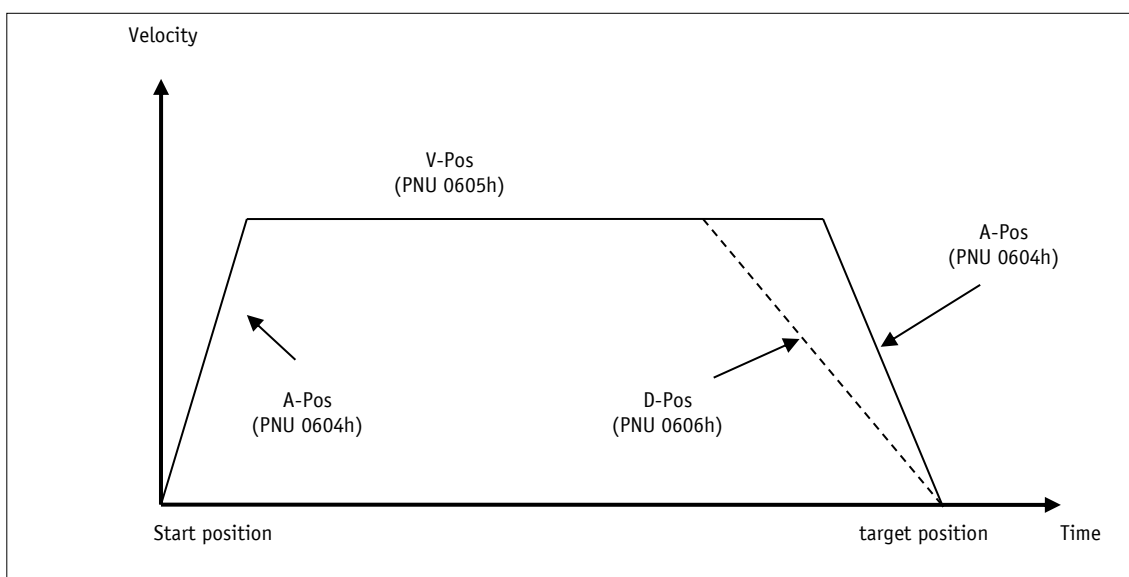 Velocity
V-Pos
(PNU 0605h)
A-Pos
(PNU 0604h)
A-Pos
(PNU 0604h)
D-Pos
(PNU 0606h)
Start position
target position
Time